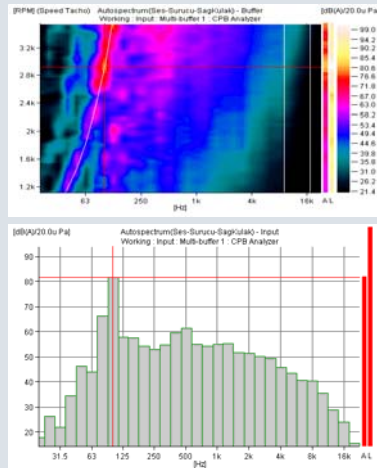 [RPM] (Speed Tacho) Autospectrum(Ses-Surucu-SagKulak) - Buffer [dB(A)/20.0u Pa]
Working : Input : Multi-buffer 1 : CPB Analyzer
3.2k
2.8k
2.4k
2k
1.6k
1.2k
99.0
94.2
90.2
85.4
80.6
76.6
71.8
67.8
63.0
58.2
53.4
49.4
44.6
40.6
35.8
31.0
26.2
21.4
63 250 1k 4k 16k A L
[Hz]
[dB(A)/20.0u Pa] Autospectrum(Ses-Surucu-SagKulak) - Input
Working : Input : Multi-buffer 1 : CPB Analyzer
90
80
70
60
50
40
30
20
31.5 63 125 250 500 1k 2k 4k 8k 16k A L
[Hz]